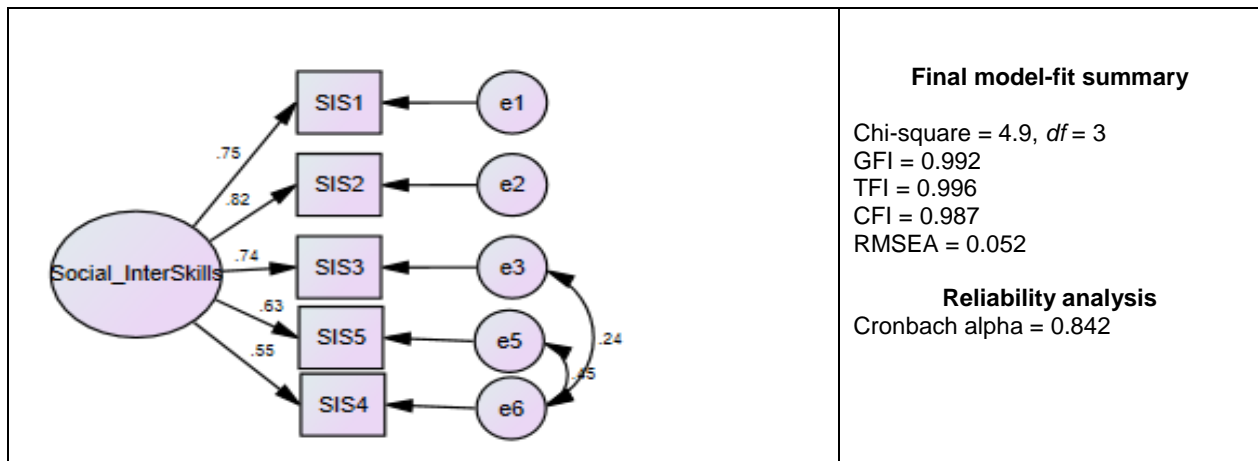 SIS1
e1
.75
SIS2
e2
.82
Social_InterSkills
.74
SIS3
e3
.63
SIS5
e5
.24
.45
.55
SIS4
e6
Final model-fit summary
Chi-square = 4.9, df = 3
GFI = 0.992
TFI = 0.996
CFI = 0.987
RMSEA = 0.052
Reliability analysis
Cronbach alpha = 0.842